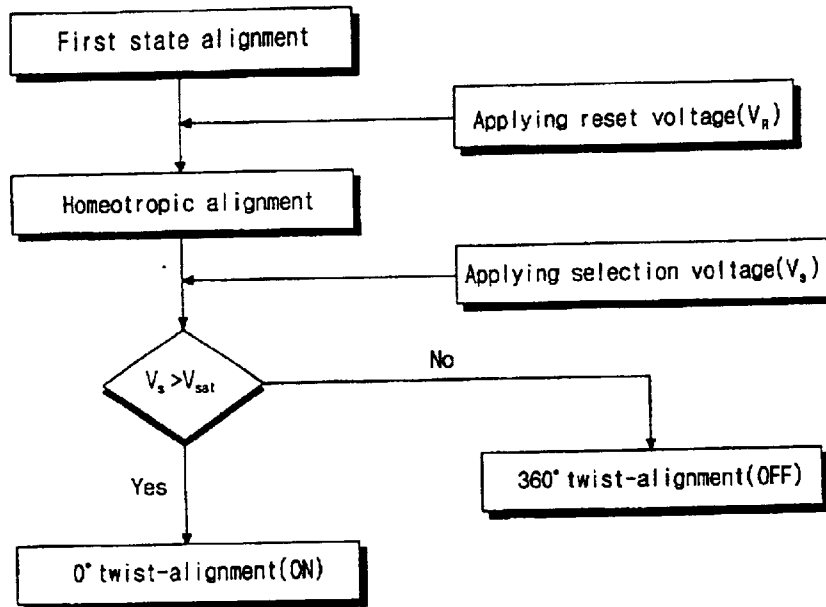 First state alignment
Applying reset voltage(V_R)
Homeotropic alignment
Applying selection voltage(V_s)
V_s >V_sat
No
Yes
360° twist-alignment(OFF)
0° twist-alignment(ON)